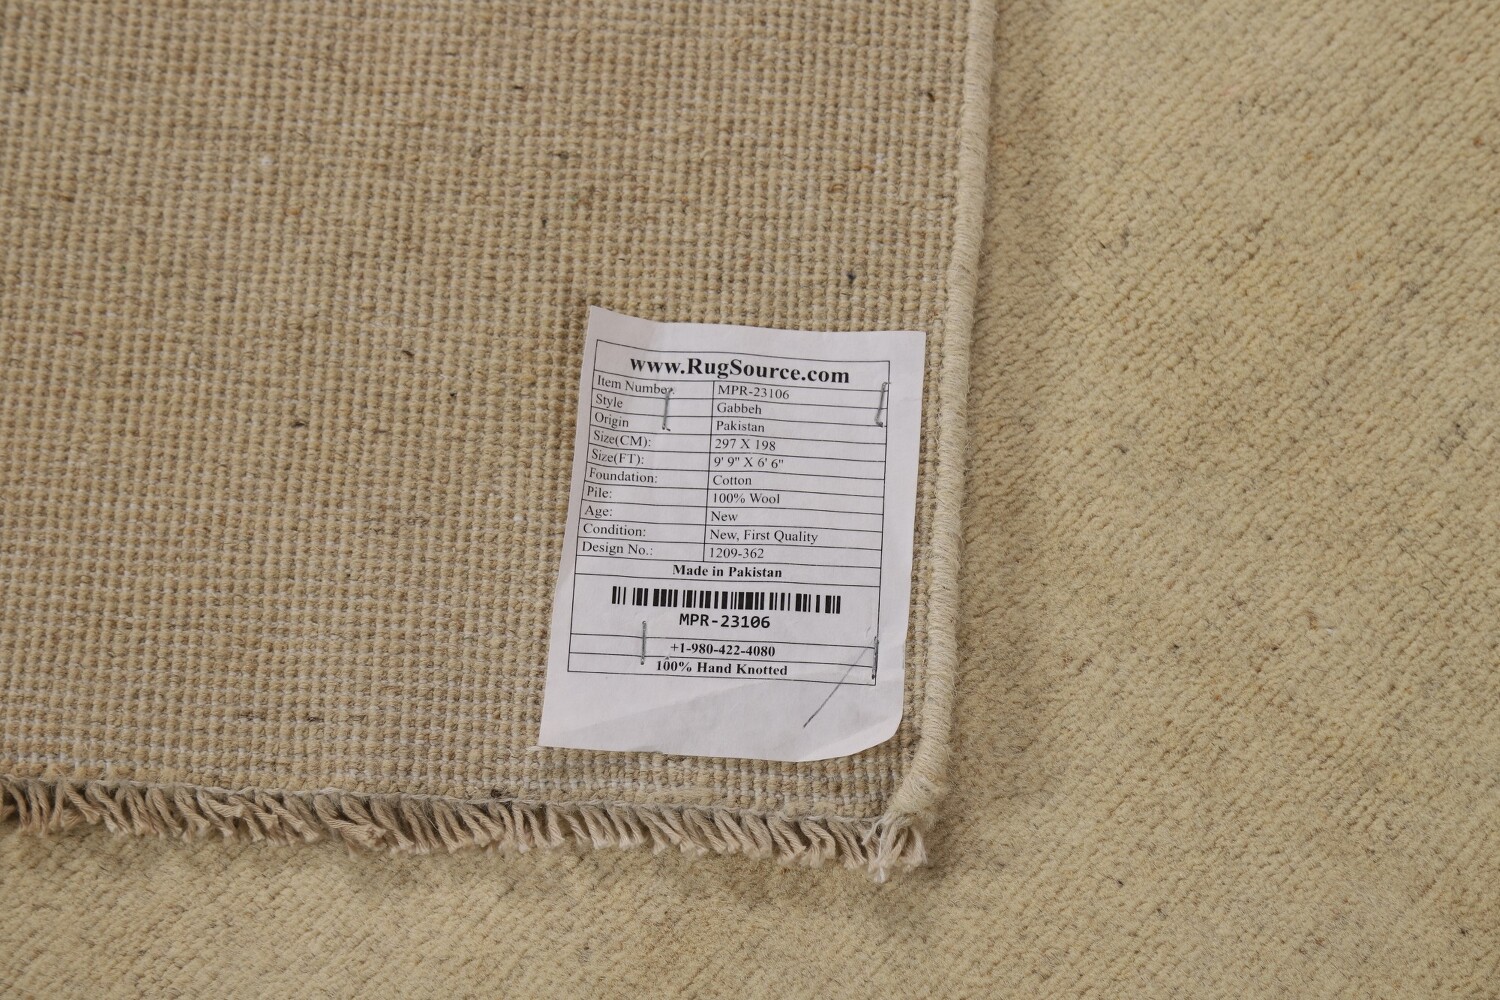 www.RugSource.com
Item Number: MPR-23106
Style Gabbeh
Origin Pakistan
Size(CM): 297 X 198
Size(FT): 9' 9" X 6' 6"
Foundation: Cotton
Pile: 100% Wool
Age: New
Condition: New, First Quality
Design No.: 1209-362
Made in Pakistan
MPR-23106
+1-980-422-4080
100% Hand Knotted